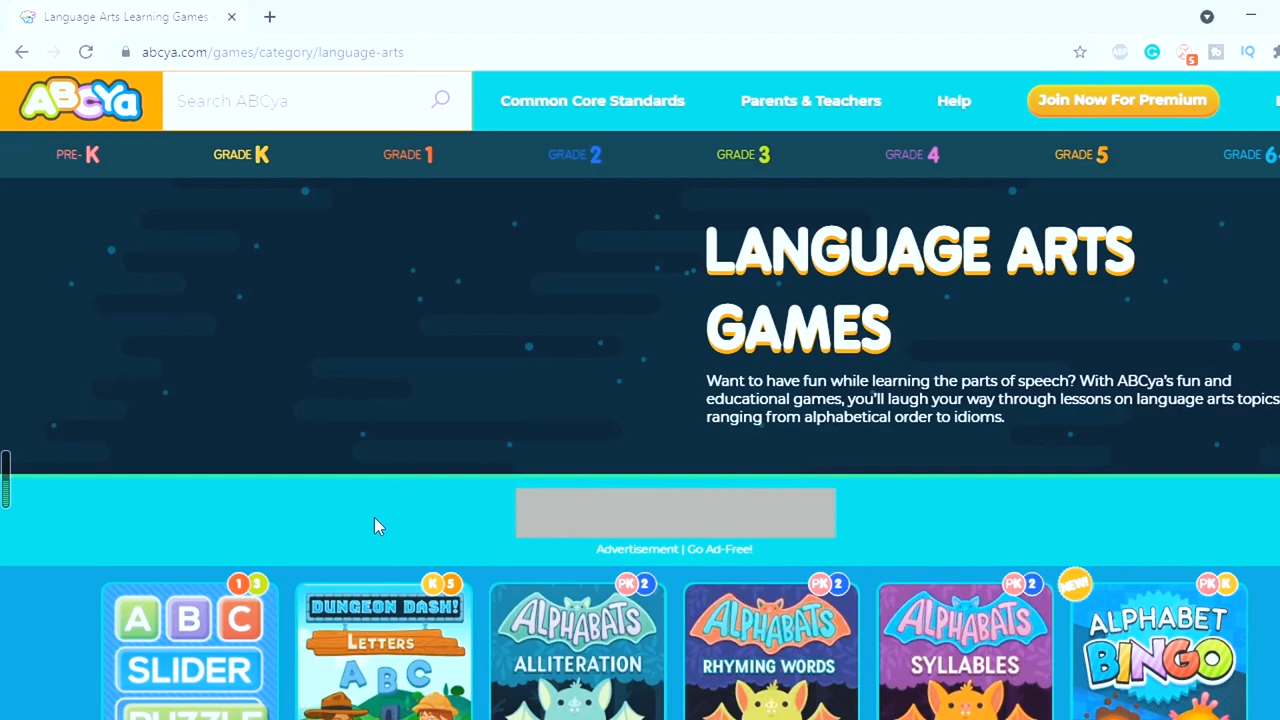 Language Arts Learning Games
abcya.com/games/category/language-arts
ABP
G
S
IQ
ABCYa
Search ABCya
Common Core Standards
Parents & Teachers
Help
Join Now For Premium
PRE-K
GRADE K
GRADE 1
GRADE 2
GRADE 3
GRADE 4
GRADE 5
GRADE 6
LANGUAGE ARTS
GAMES
Want to have fun while learning the parts of speech? With ABCya's fun and
educational games, you'll laugh your way through lessons on language arts topics
ranging from alphabetical order to idioms.
Advertisement | Go Ad-Free!
1 3
ABC
SLIDER
PUZZLE
K 5
DUNGEON DASH!
LETTERS
A B C
PK 2
ALPHABATS
ALLITERATION
PK 2
ALPHABATS
RHYMING WORDS
PK 2
ALPHABATS
SYLLABLES
NEW!
PK K
ALPHABET
BINGO